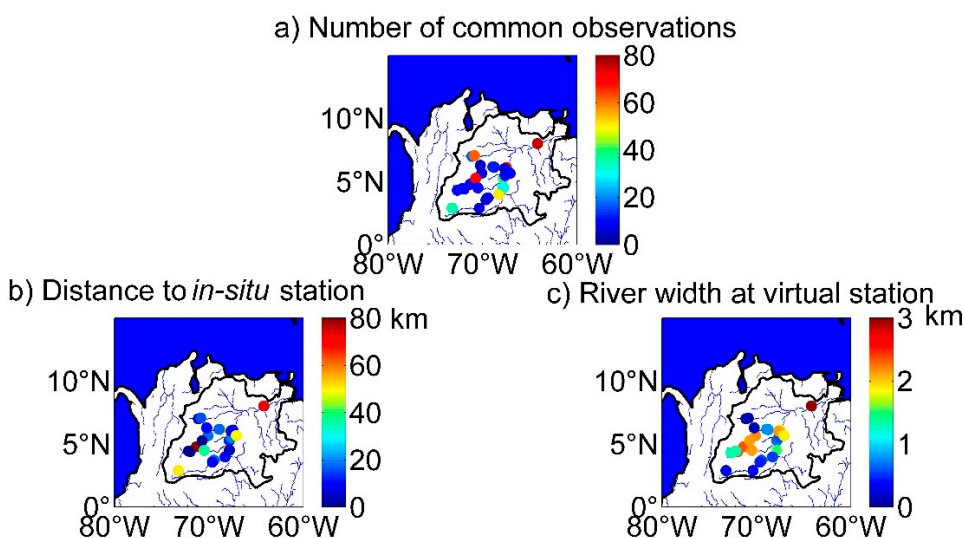 a) Number of common observations
80
60
40
20
0
10°N
5°N
0°
80°W 70°W 60°W
b) Distance to in-situ station
80 km
60
40
20
0
10°N
5°N
0°
80°W 70°W 60°W
c) River width at virtual station
3 km
2
1
0
10°N
5°N
0°
80°W 70°W 60°W